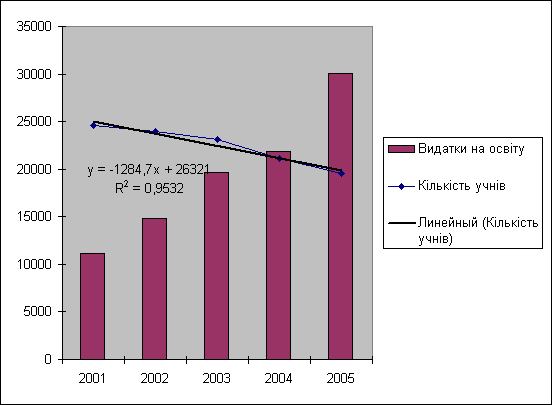 35000
30000
25000
20000
15000
10000
5000
0
y = -1284,7x + 26321
R² = 0,9532
2001 2002 2003 2004 2005
Видатки на освіту
Кількість учнів
Линейный (Кількість
учнів)